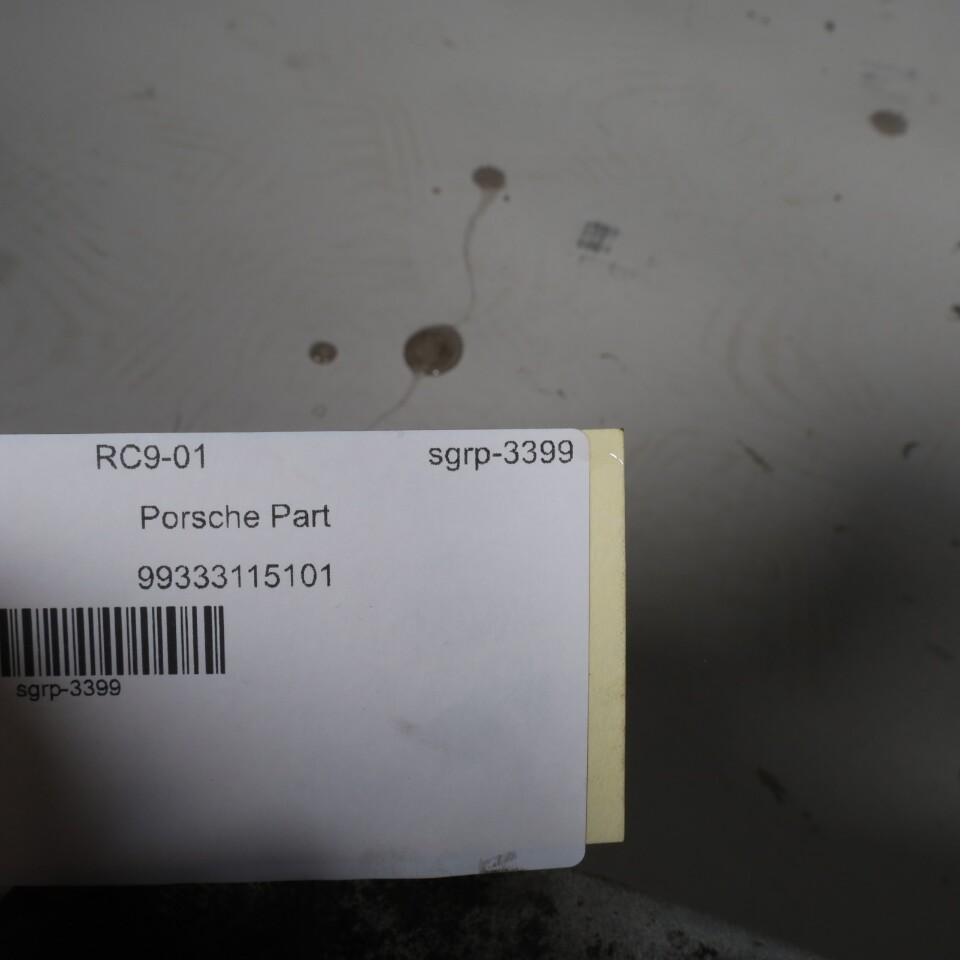 RC9-01 sgrp-3399
Porsche Part
99333115101
sgrp-3399